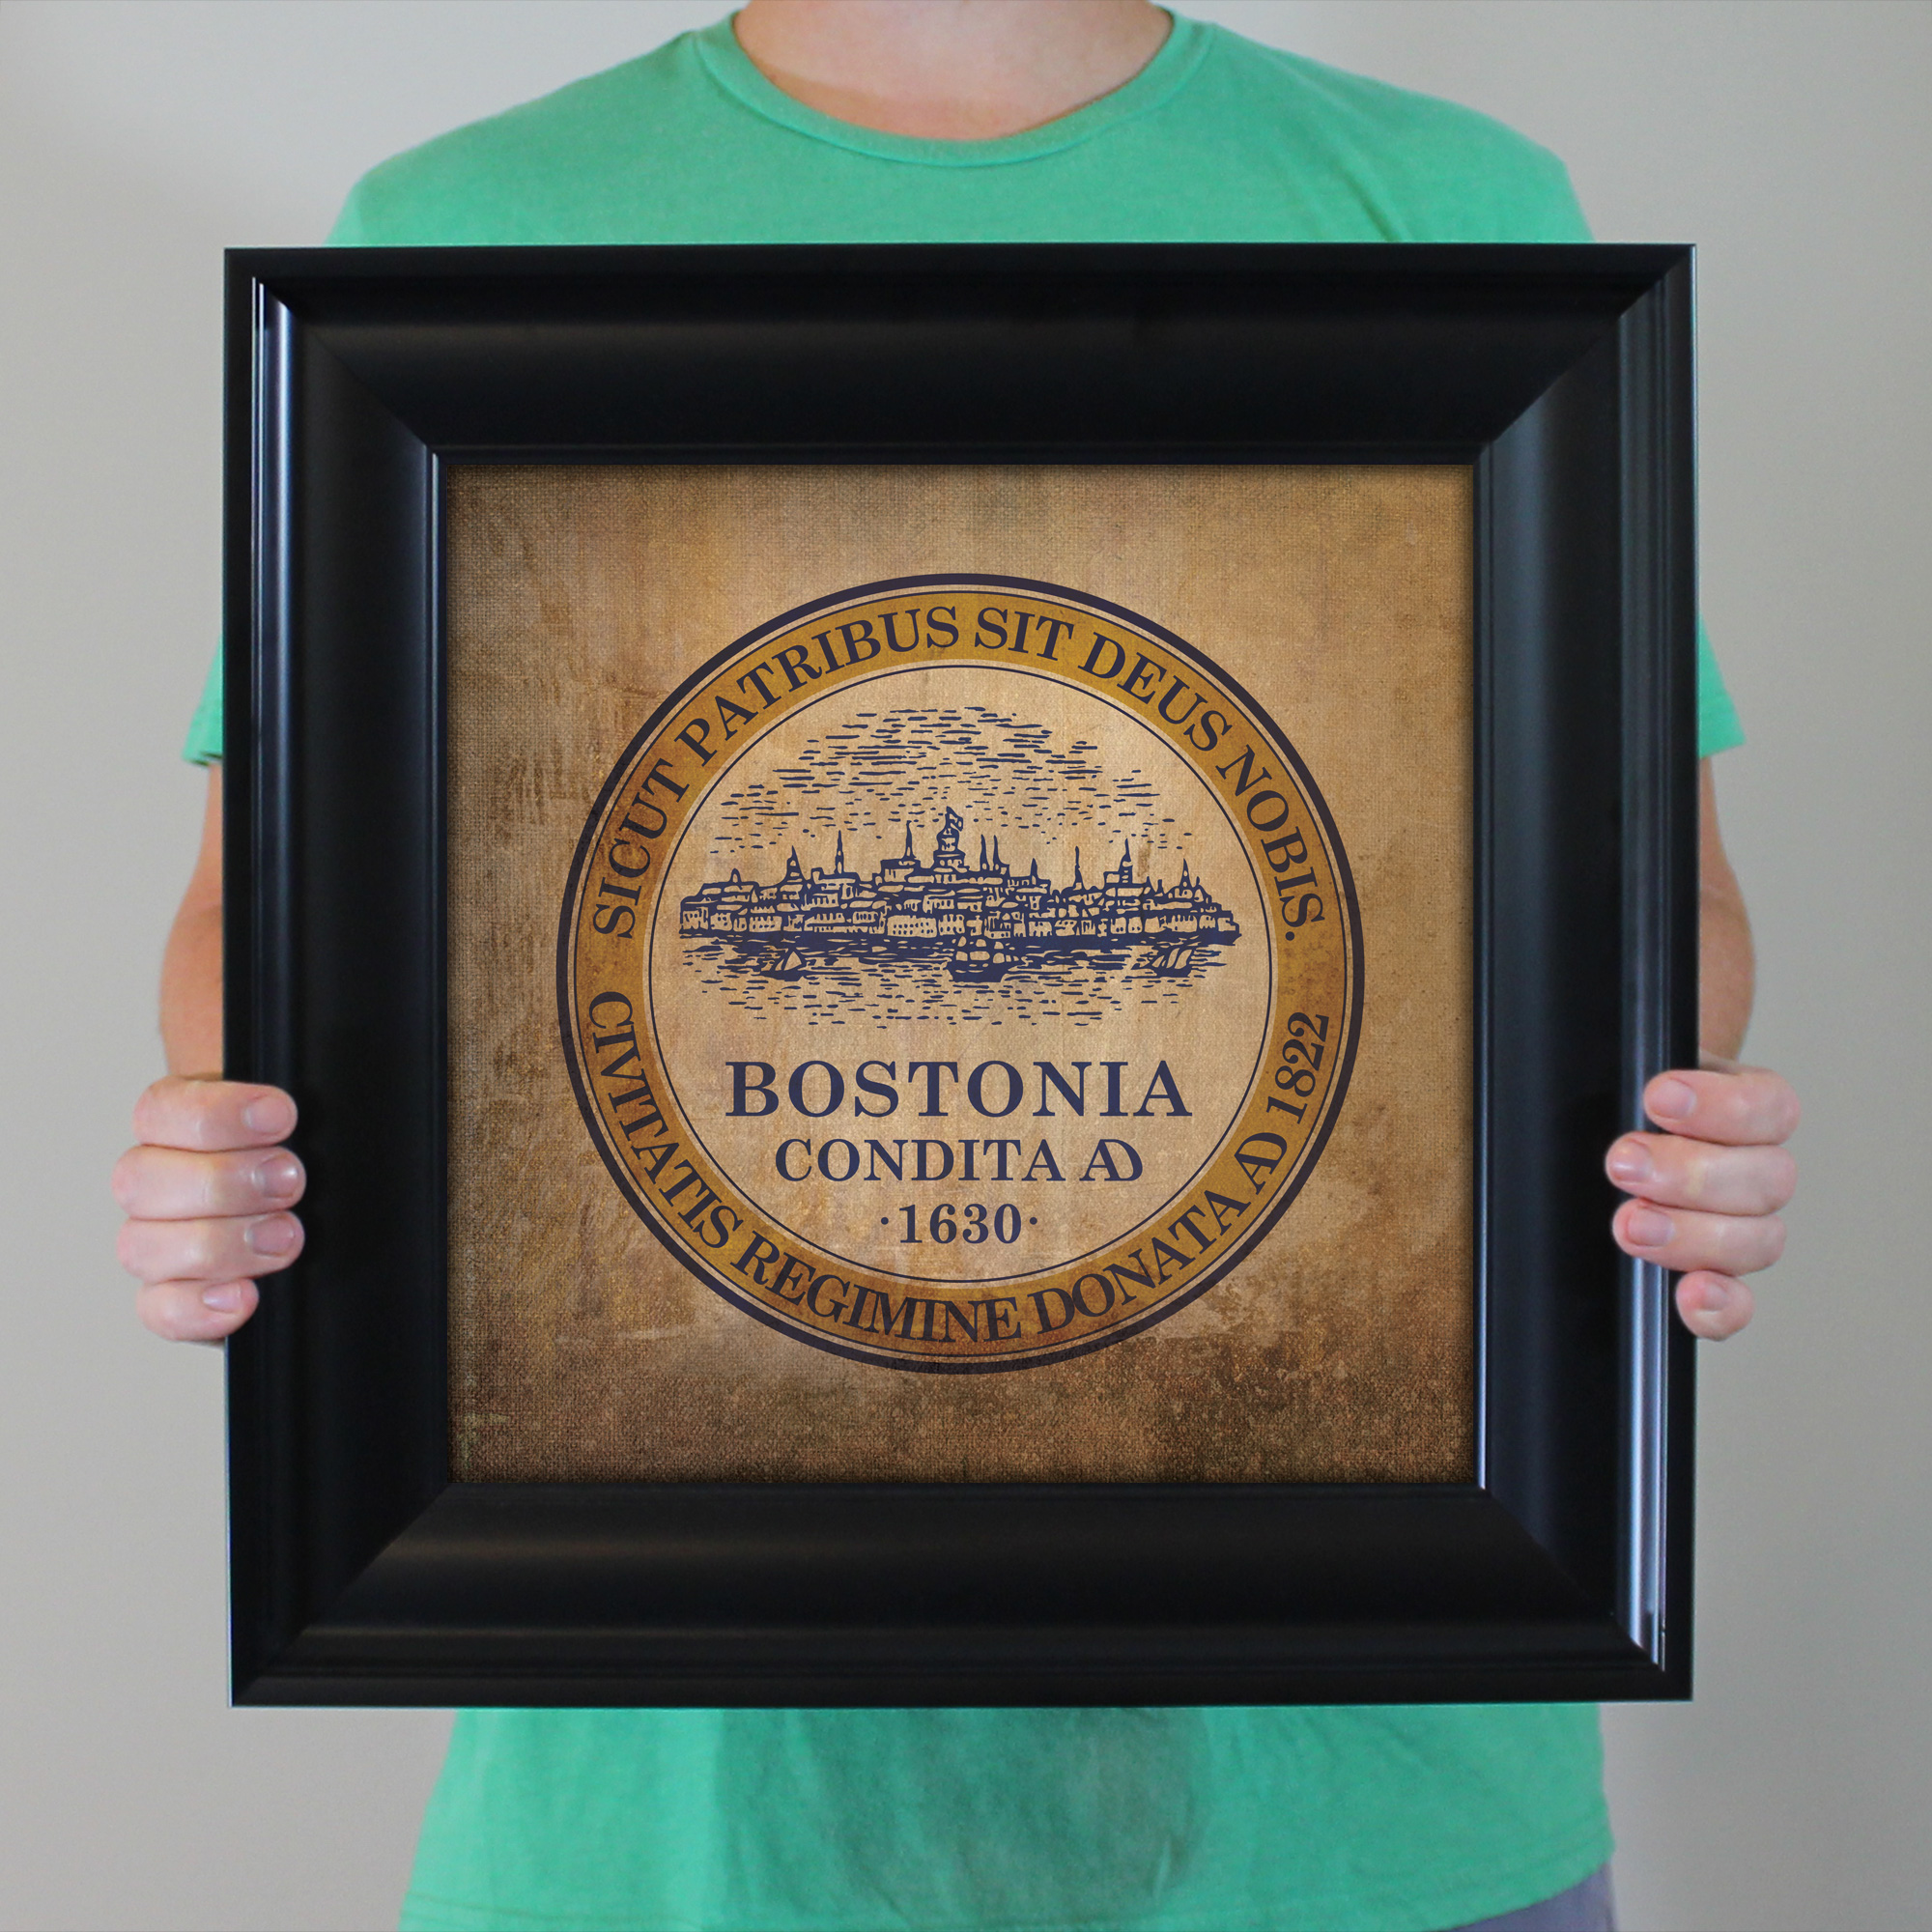 SICUT PATRIBUS SIT DEUS NOBIS.
BOSTONIA
CONDITA AD
·1630·
CIVITATIS REGIMINE DONATA AD 1822